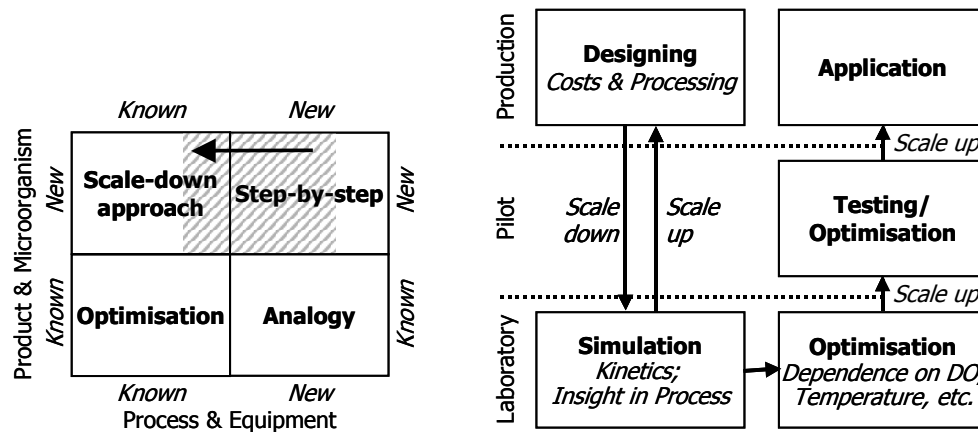 Known
New
Product & Microorganism
New
Scale-down
approach
Step-by-step
New
Known
Optimisation
Analogy
Known
Known
New
Process & Equipment
Production
Designing
Costs & Processing
Application
Scale up
Pilot
Scale
down
Scale
up
Testing/
Optimisation
Scale up
Laboratory
Simulation
Kinetics;
Insight in Process
Optimisation
Dependence on DO,
Temperature, etc.